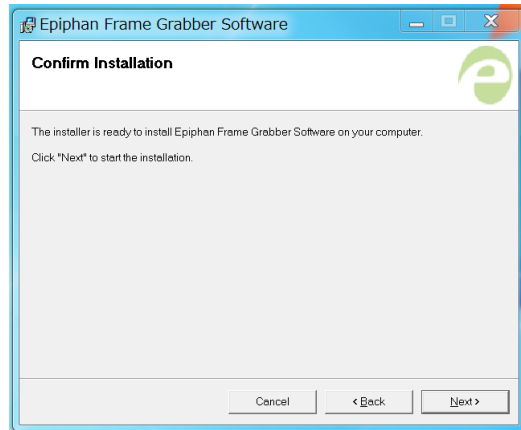 Epiphan Frame Grabber Software
Confirm Installation
The installer is ready to install Epiphan Frame Grabber Software on your computer.
Click "Next" to start the installation.
Cancel
< Back
Next >